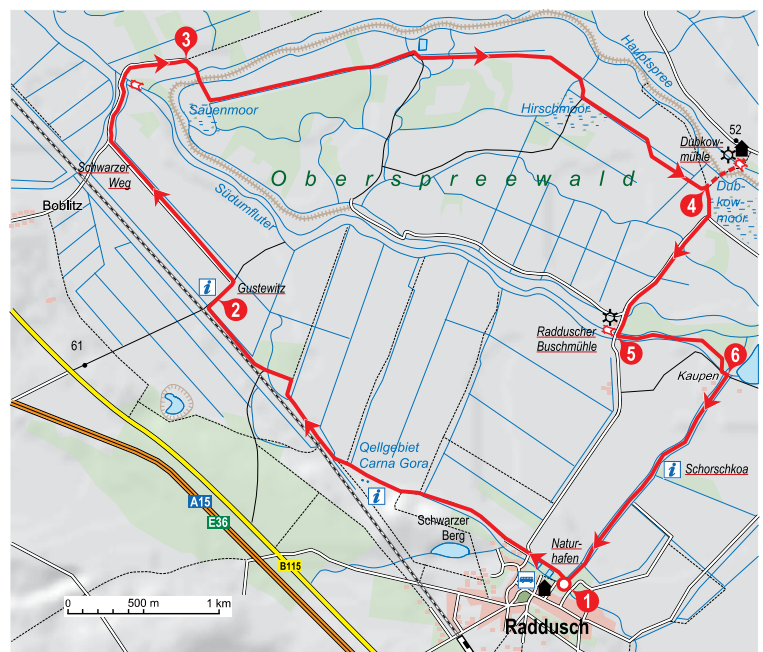 3
Hauptspree
Sauenmoor
Hirschmoor
52
Dubkow-
mühle
Schwarzer
Weg
Oberspreewald
Dub-
kow-
moor
4
Boblitz
Südumfluter
i
Gustewitz
2
Radduscher
Buschmühle
5
6
61
Kaupen
Qellgebiet
Carna Gora
i
Schorschkoa
i
A15
E36
Schwarzer
Berg
Natur-
hafen
B115
1
0 500 m 1 km
Raddusch